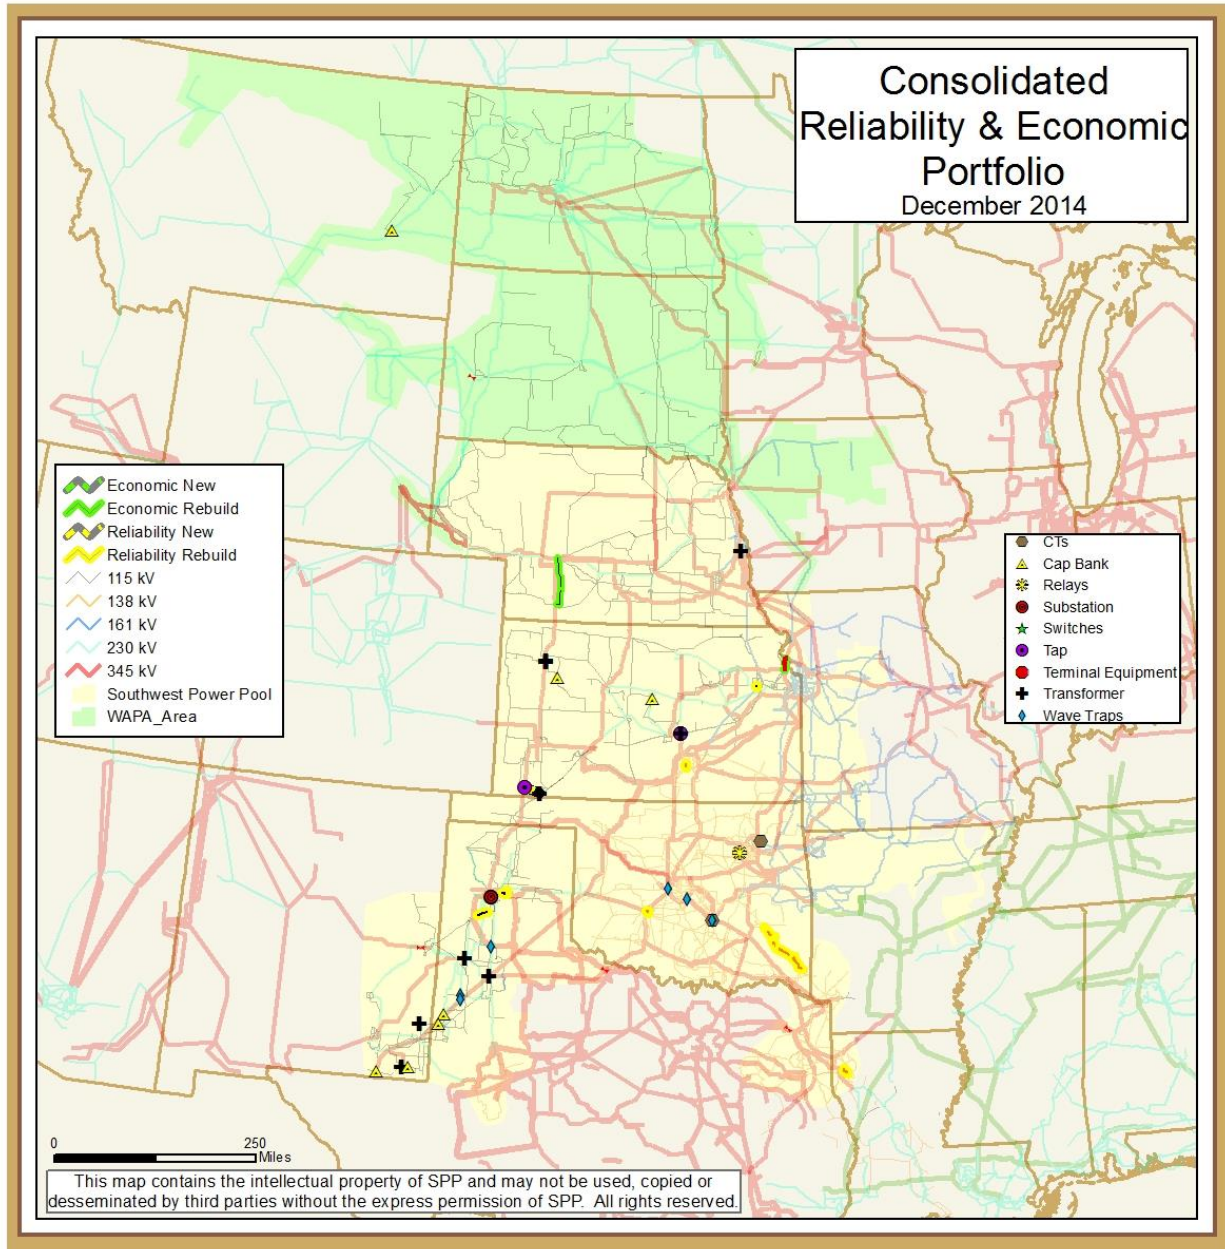 Consolidated
Reliability & Economic
Portfolio
December 2014
Economic New
Economic Rebuild
Reliability New
Reliability Rebuild
115 kV
138 kV
161 kV
230 kV
345 kV
Southwest Power Pool
WAPA_Area
CTs
Cap Bank
Relays
Substation
Switches
Tap
Terminal Equipment
Transformer
Wave Traps
0 250
Miles
This map contains the intellectual property of SPP and may not be used, copied or
desseminated by third parties without the express permission of SPP. All rights reserved.